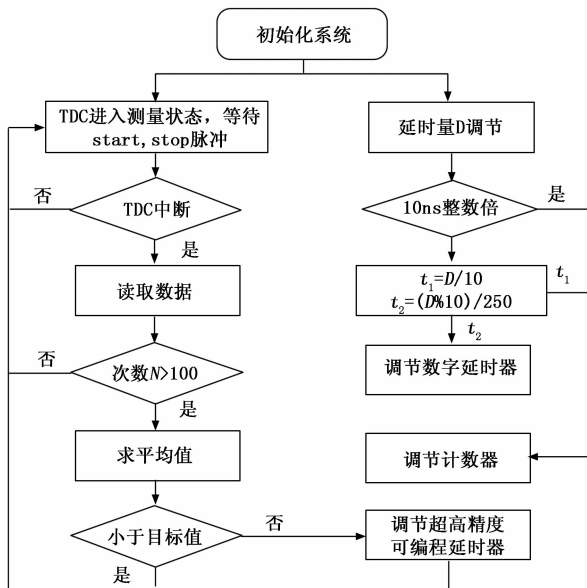 初始化系统
TDC进入测量状态，等待
start,stop脉冲
否
TDC中断
是
读取数据
否
次数N>100
是
求平均值
小于目标值
否
是
延时量D调节
10ns整数倍
是
t₁=D/10
t₂=(D%10)/250
t₁
t₂
调节数字延时器
调节计数器
调节超高精度
可编程延时器